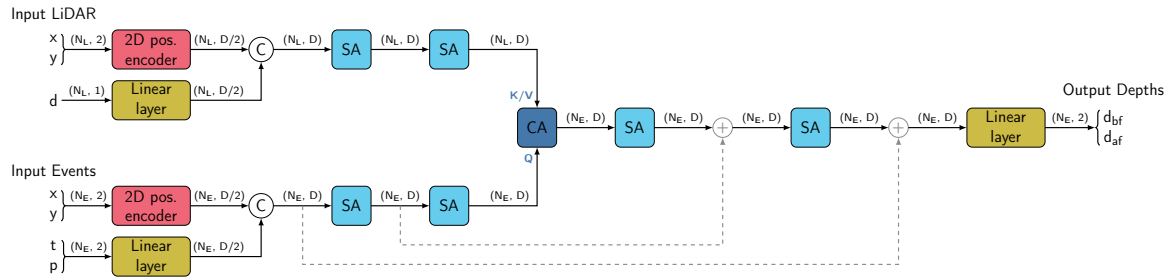 Input LiDAR
x
y
(N_L, 2)
2D pos.
encoder
(N_L, D/2)
C
(N_L, D)
SA
(N_L, D)
SA
(N_L, D)
d
(N_L, 1)
Linear
layer
(N_L, D/2)
K/V
CA
Q
(N_E, D)
SA
(N_E, D)
+
(N_E, D)
SA
(N_E, D)
+
(N_E, D)
Linear
layer
(N_E, 2)
Output Depths
d_bf
d_af
Input Events
x
y
(N_E, 2)
2D pos.
encoder
(N_E, D/2)
C
(N_E, D)
SA
(N_E, D)
SA
(N_E, D)
t
p
(N_E, 2)
Linear
layer
(N_E, D/2)